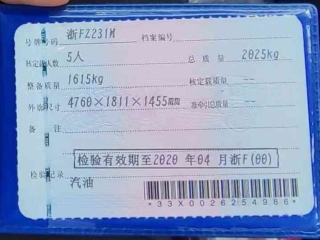 号牌号码 浙FZ231W 档案编号
核定载人数 5人 总质量 2025kg
整备质量 1615kg 核定载质量 --
外廓尺寸 4760×1811×1455mm 准牵引总质量 --
备注
检验有效期至2020年04月浙F(00)
检验记录
汽油
*33X0026254986*